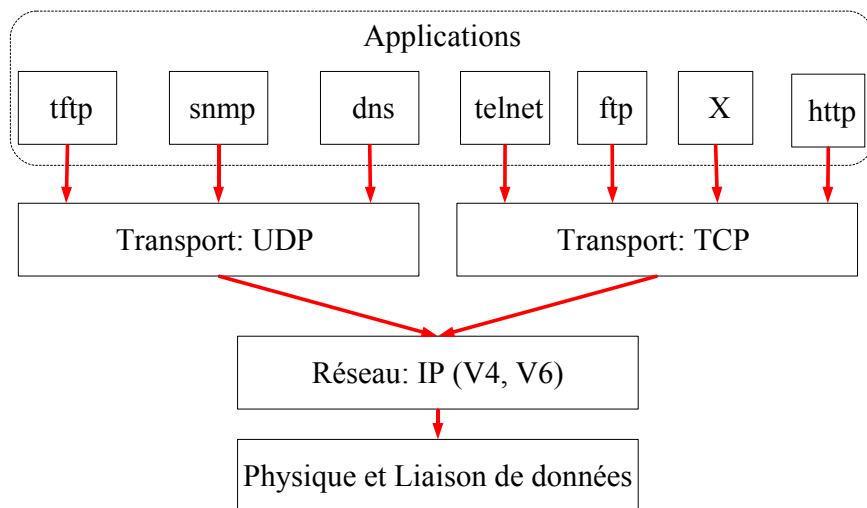 Applications
tftp snmp dns telnet ftp X http
Transport: UDP Transport: TCP
Réseau: IP (V4, V6)
Physique et Liaison de données